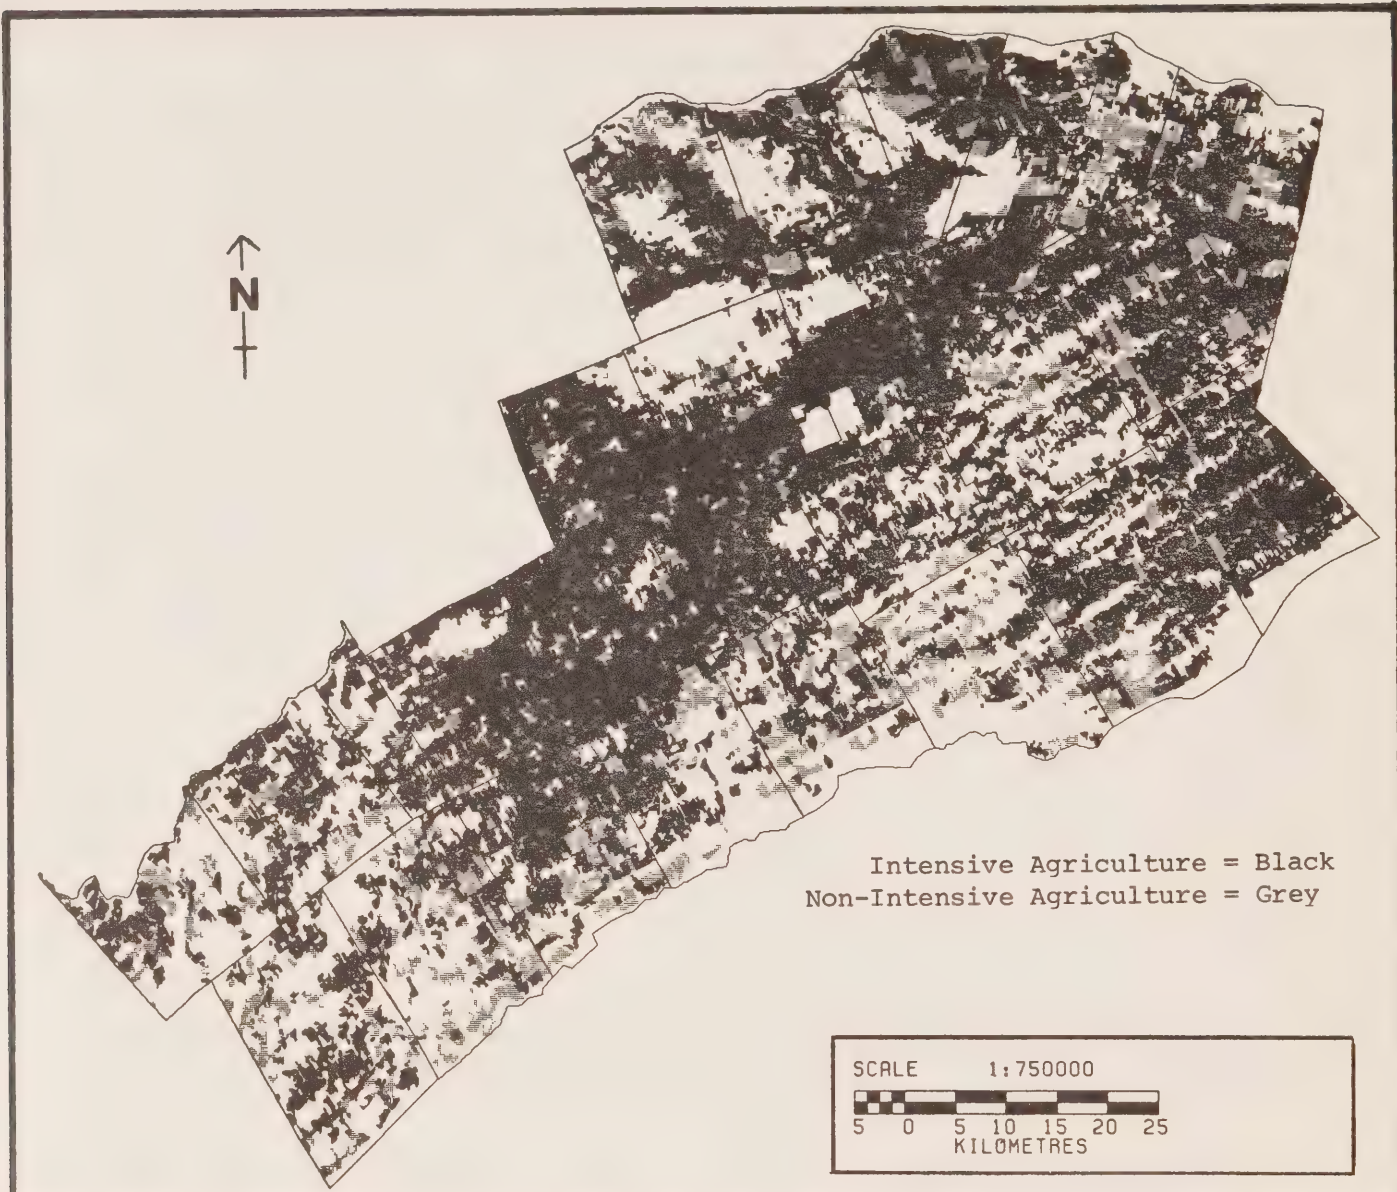 N
Intensive Agriculture = Black
Non-Intensive Agriculture = Grey
SCALE 1:750000
5 0 5 10 15 20 25
KILOMETRES